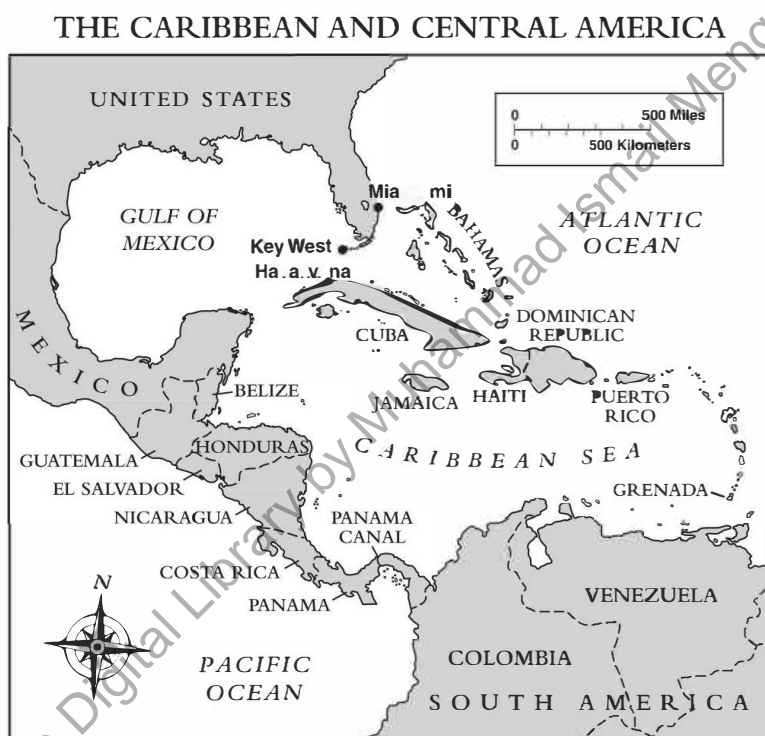 THE CARIBBEAN AND CENTRAL AMERICA
UNITED STATES
0 500 Miles
0 500 Kilometers
Mia mi
GULF OF
MEXICO
BAHAMAS
ATLANTIC
OCEAN
Key West
Ha.a.v.na
MEXICO
CUBA
DOMINICAN
REPUBLIC
BELIZE
JAMAICA
HAITI
PUERTO
RICO
HONDURAS
CARIBBEAN SEA
GUATEMALA
EL SALVADOR
GRENADA
NICARAGUA
PANAMA
CANAL
COSTA RICA
N
PANAMA
VENEZUELA
PACIFIC
OCEAN
COLOMBIA
SOUTH AMERICA
Digital Library by Muhammad Ismail Meng